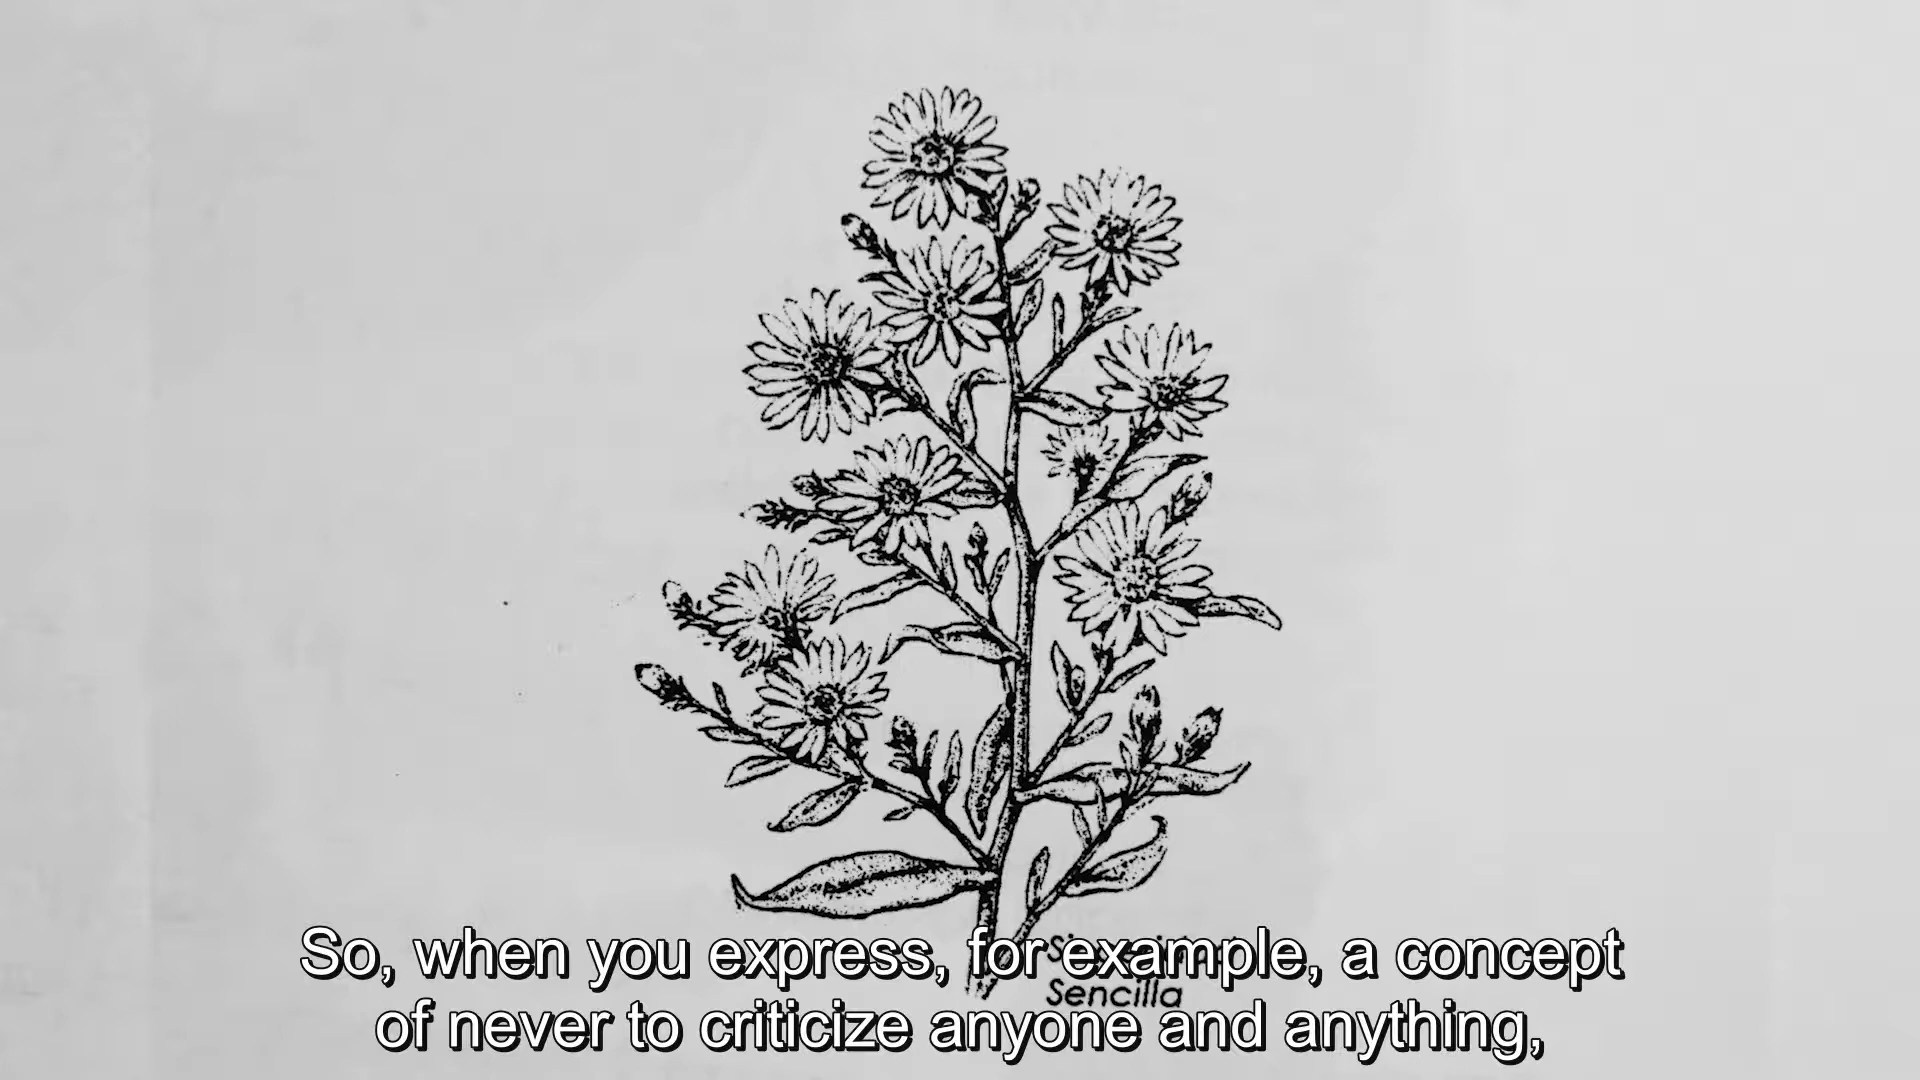 So, when you express, for example, a concept
of never to criticize anyone and anything,
Sencilla